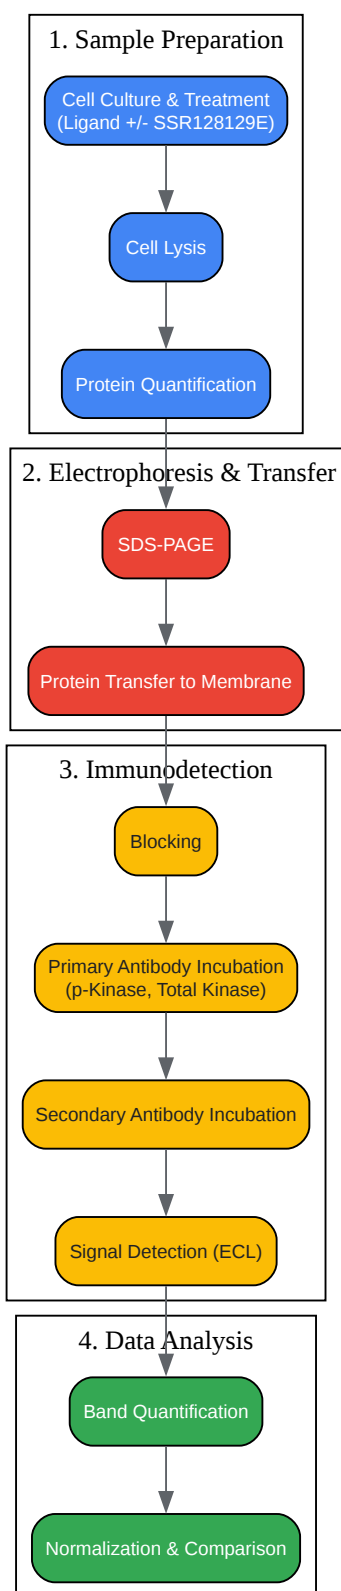 1. Sample Preparation
Cell Culture & Treatment
(Ligand +/- SSR128129E)
Cell Lysis
Protein Quantification
2. Electrophoresis & Transfer
SDS-PAGE
Protein Transfer to Membrane
3. Immunodetection
Blocking
Primary Antibody Incubation
(p-Kinase, Total Kinase)
Secondary Antibody Incubation
Signal Detection (ECL)
4. Data Analysis
Band Quantification
Normalization & Comparison